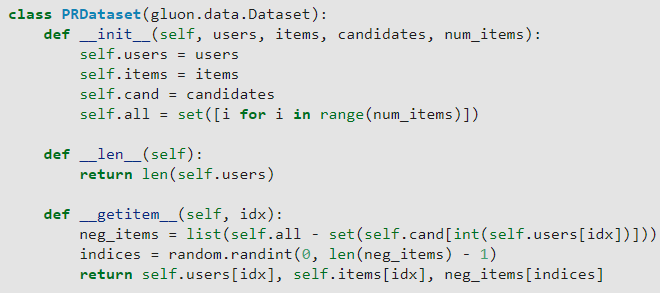 class PRDataset(gluon.data.Dataset):
    def __init__(self, users, items, candidates, num_items):
        self.users = users
        self.items = items
        self.cand = candidates
        self.all = set([i for i in range(num_items)])

    def __len__(self):
        return len(self.users)

    def __getitem__(self, idx):
        neg_items = list(self.all - set(self.cand[int(self.users[idx])]))
        indices = random.randint(0, len(neg_items) - 1)
        return self.users[idx], self.items[idx], neg_items[indices]